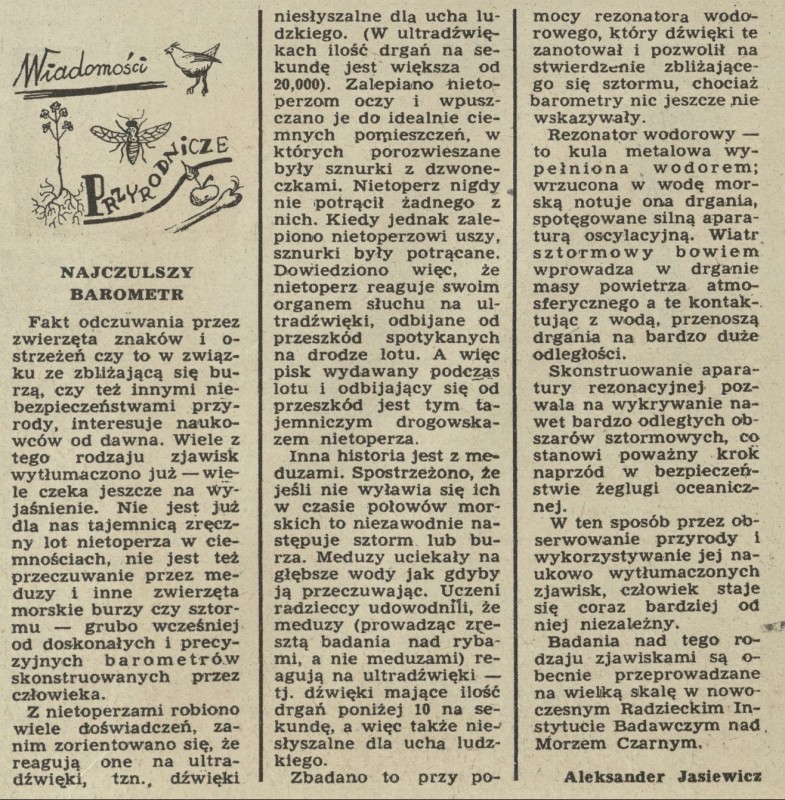 Wiadomości
PRZYRODNICZE
NAJCZULSZY
BAROMETR
Fakt odczuwania przez
zwierzęta znaków i o-
strzeżeń czy to w związ-
ku ze zbliżającą się bu-
rzą, czy też innymi nie-
bezpieczeństwami przy-
rody, interesuje nauko-
wców od dawna. Wiele z
tego rodzaju zjawisk
wytłumaczono już — wie-
le czeka jeszcze na wy-
jaśnienie. Nie jest już
dla nas tajemnicą zręcz-
ny lot nietoperza w cie-
mnościach, nie jest też
przeczuwanie przez me-
duzy i inne zwierzęta
morskie burzy czy sztor-
mu — grubo wcześniej
od doskonałych i precy-
zyjnych barometrów
skonstruowanych przez
człowieka.
Z nietoperzami robiono
wiele doświadczeń, za-
nim zorientowano się, że
reagują one na ultra-
dźwięki, tzn., dźwięki
niesłyszalne dla ucha lu-
dzkiego. (W ultradźwię-
kach ilość drgań na se-
kundę jest większa od
20,000). Zalepiano nieto-
perzom oczy i wpusz-
czano je do idealnie cie-
mnych pomieszczeń, w
których porozwieszane
były sznurki z dzwone-
czkami. Nietoperz nigdy
nie potrącił żadnego z
nich. Kiedy jednak zale-
piono nietoperzowi uszy,
sznurki były potrącane.
Dowiedziono więc, że
nietoperz reaguje swoim
organem słuchu na ul-
tradźwięki, odbijane od
przeszkód spotykanych
na drodze lotu. A więc
pisk wydawany podczas
lotu i odbijający się od
przeszkód jest tym ta-
jemniczym drogowska-
zem nietoperza.
Inna historia jest z me-
duzami. Spostrzeżono, że
jeśli nie wyławia się ich
w czasie połowów mor-
skich to niezawodnie na-
stępuje sztorm lub bu-
rza. Meduzy uciekały na
głębsze wody jak gdyby
ją przeczuwając. Uczeni
radzieccy udowodnili, że
meduzy (prowadząc zre-
sztą badania nad ryba-
mi, a nie meduzami) re-
agują na ultradźwięki —
tj. dźwięki mające ilość
drgań poniżej 10 na se-
kundę, a więc także nie-
słyszalne dla ucha ludz-
kiego.
Zbadano to przy po-
mocy rezonatora wodo-
rowego, który dźwięki te
zanotował i pozwolił na
stwierdzenie zbliżające-
go się sztormu, chociaż
barometry nic jeszcze nie
wskazywały.
Rezonator wodorowy —
to kula metalowa wy-
pełniona wodorem;
wrzucona w wodę mor-
ską notuje ona drgania,
spotęgowane silną apara-
turą oscylacyjną. Wiatr
sztormowy bowiem
wprowadza w drganie
masy powietrza atmo-
sferycznego a te kontak-
tując z wodą, przenoszą
drgania na bardzo duże
odległości.
Skonstruowanie apara-
tury rezonacyjnej poz-
wala na wykrywanie na-
wet bardzo odległych ob-
szarów sztormowych, co
stanowi poważny krok
naprzód w bezpieczeń-
stwie żeglugi oceanicz-
nej.
W ten sposób przez ob-
serwowanie przyrody i
wykorzystywanie jej na-
ukowo wytłumaczonych
zjawisk, człowiek staje
się coraz bardziej od
niej niezależny.
Badania nad tego ro-
dzaju zjawiskami są o-
becnie przeprowadzane
na wielką skalę w nowo-
czesnym Radzieckim In-
stytucie Badawczym nad
Morzem Czarnym.
Aleksander Jasiewicz